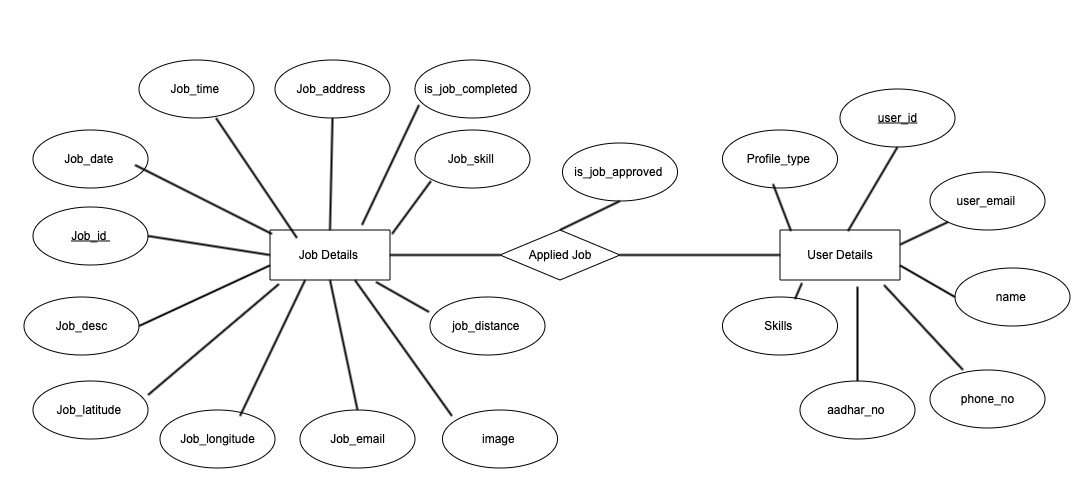 Job_time
Job_address
is_job_completed
user_id
Job_date
Job_skill
is_job_approved
Profile_type
user_email
Job_id
Job Details
Applied Job
User Details
name
Job_desc
job_distance
Skills
Job_latitude
aadhar_no
phone_no
Job_longitude
Job_email
image